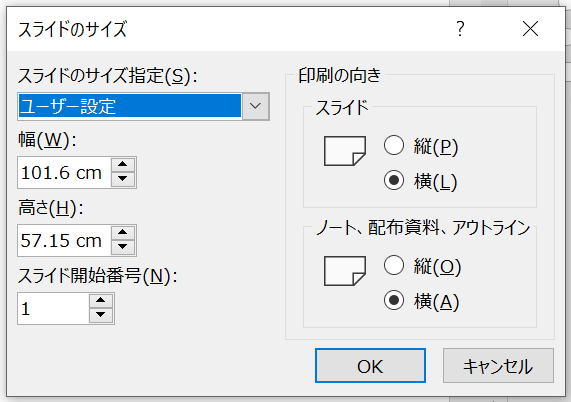 スライドのサイズ
?
スライドのサイズ指定(S):
ユーザー設定
幅(W):
101.6 cm
高さ(H):
57.15 cm
スライド開始番号(N):
1
印刷の向き
スライド
縦(P)
横(L)
ノート、配布資料、アウトライン
縦(O)
横(A)
OK
キャンセル